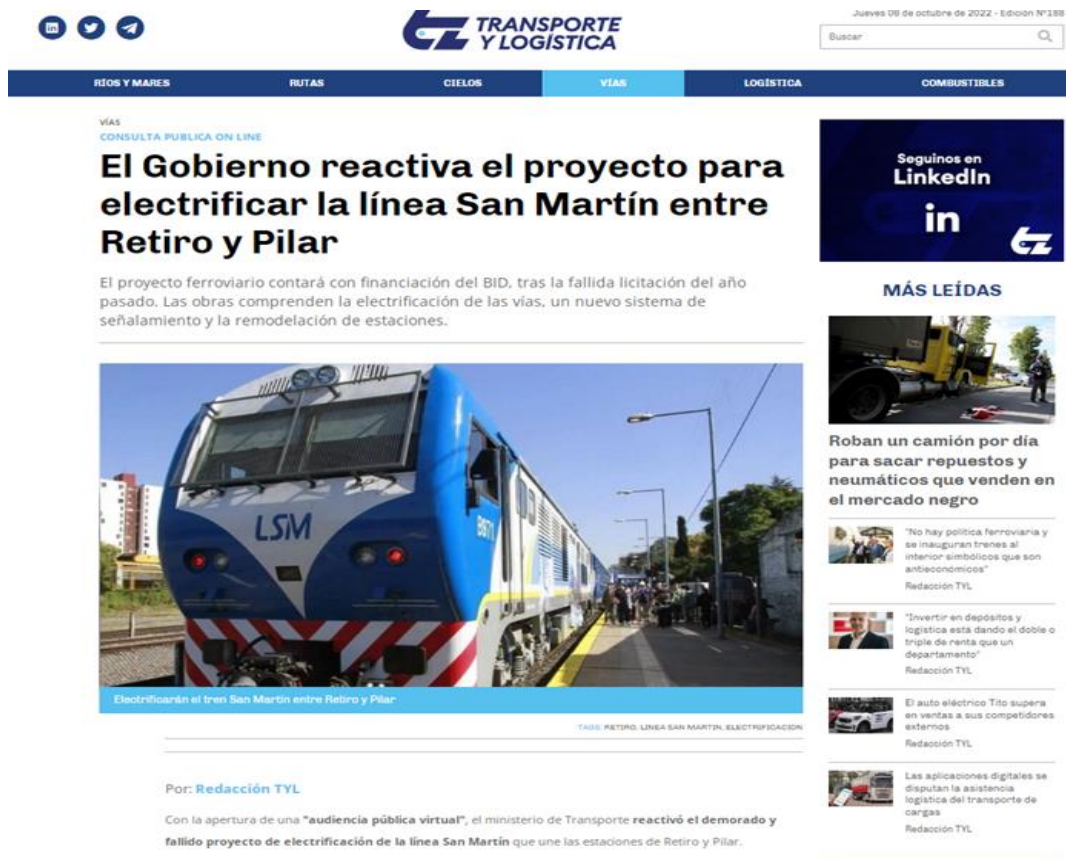 TRANSPORTE
Y LOGÍSTICA
Jueves 06 de octubre de 2022 - Edición Nº188
Buscar
RÍOS Y MARES
RUTAS
CIELOS
VÍAS
LOGÍSTICA
COMBUSTIBLES
VÍAS
CONSULTA PUBLICA ON LINE
El Gobierno reactiva el proyecto para
electrificar la línea San Martín entre
Retiro y Pilar
El proyecto ferroviario contará con financiación del BID, tras la fallida licitación del año
pasado. Las obras comprenden la electrificación de las vías, un nuevo sistema de
señalamiento y la remodelación de estaciones.
LSM
Electrificarán el tren San Martin entre Retiro y Pilar
TAGS: RETIRO, LINEA SAN MARTIN, ELECTRIFICACION
Por: Redacción TYL
Con la apertura de una "audiencia pública virtual", el ministerio de Transporte reactivó el demorado y
fallido proyecto de electrificación de la línea San Martín que une las estaciones de Retiro y Pilar.
Seguinos en
LinkedIn
in
MÁS LEÍDAS
Roban un camión por día
para sacar repuestos y
neumáticos que venden en
el mercado negro
"No hay política ferroviaria y
se inauguran trenes al
interior simbólicos que son
antieconómicos"
Redacción TYL
"Invertir en depósitos y
logística está dando el doble o
triple de renta que un
departamento"
Redacción TYL
El auto eléctrico Tito supera
en ventas a sus competidores
externos
Redacción TYL
Las aplicaciones digitales se
disputan la asistencia
logística del transporte de
cargas
Redacción TYL